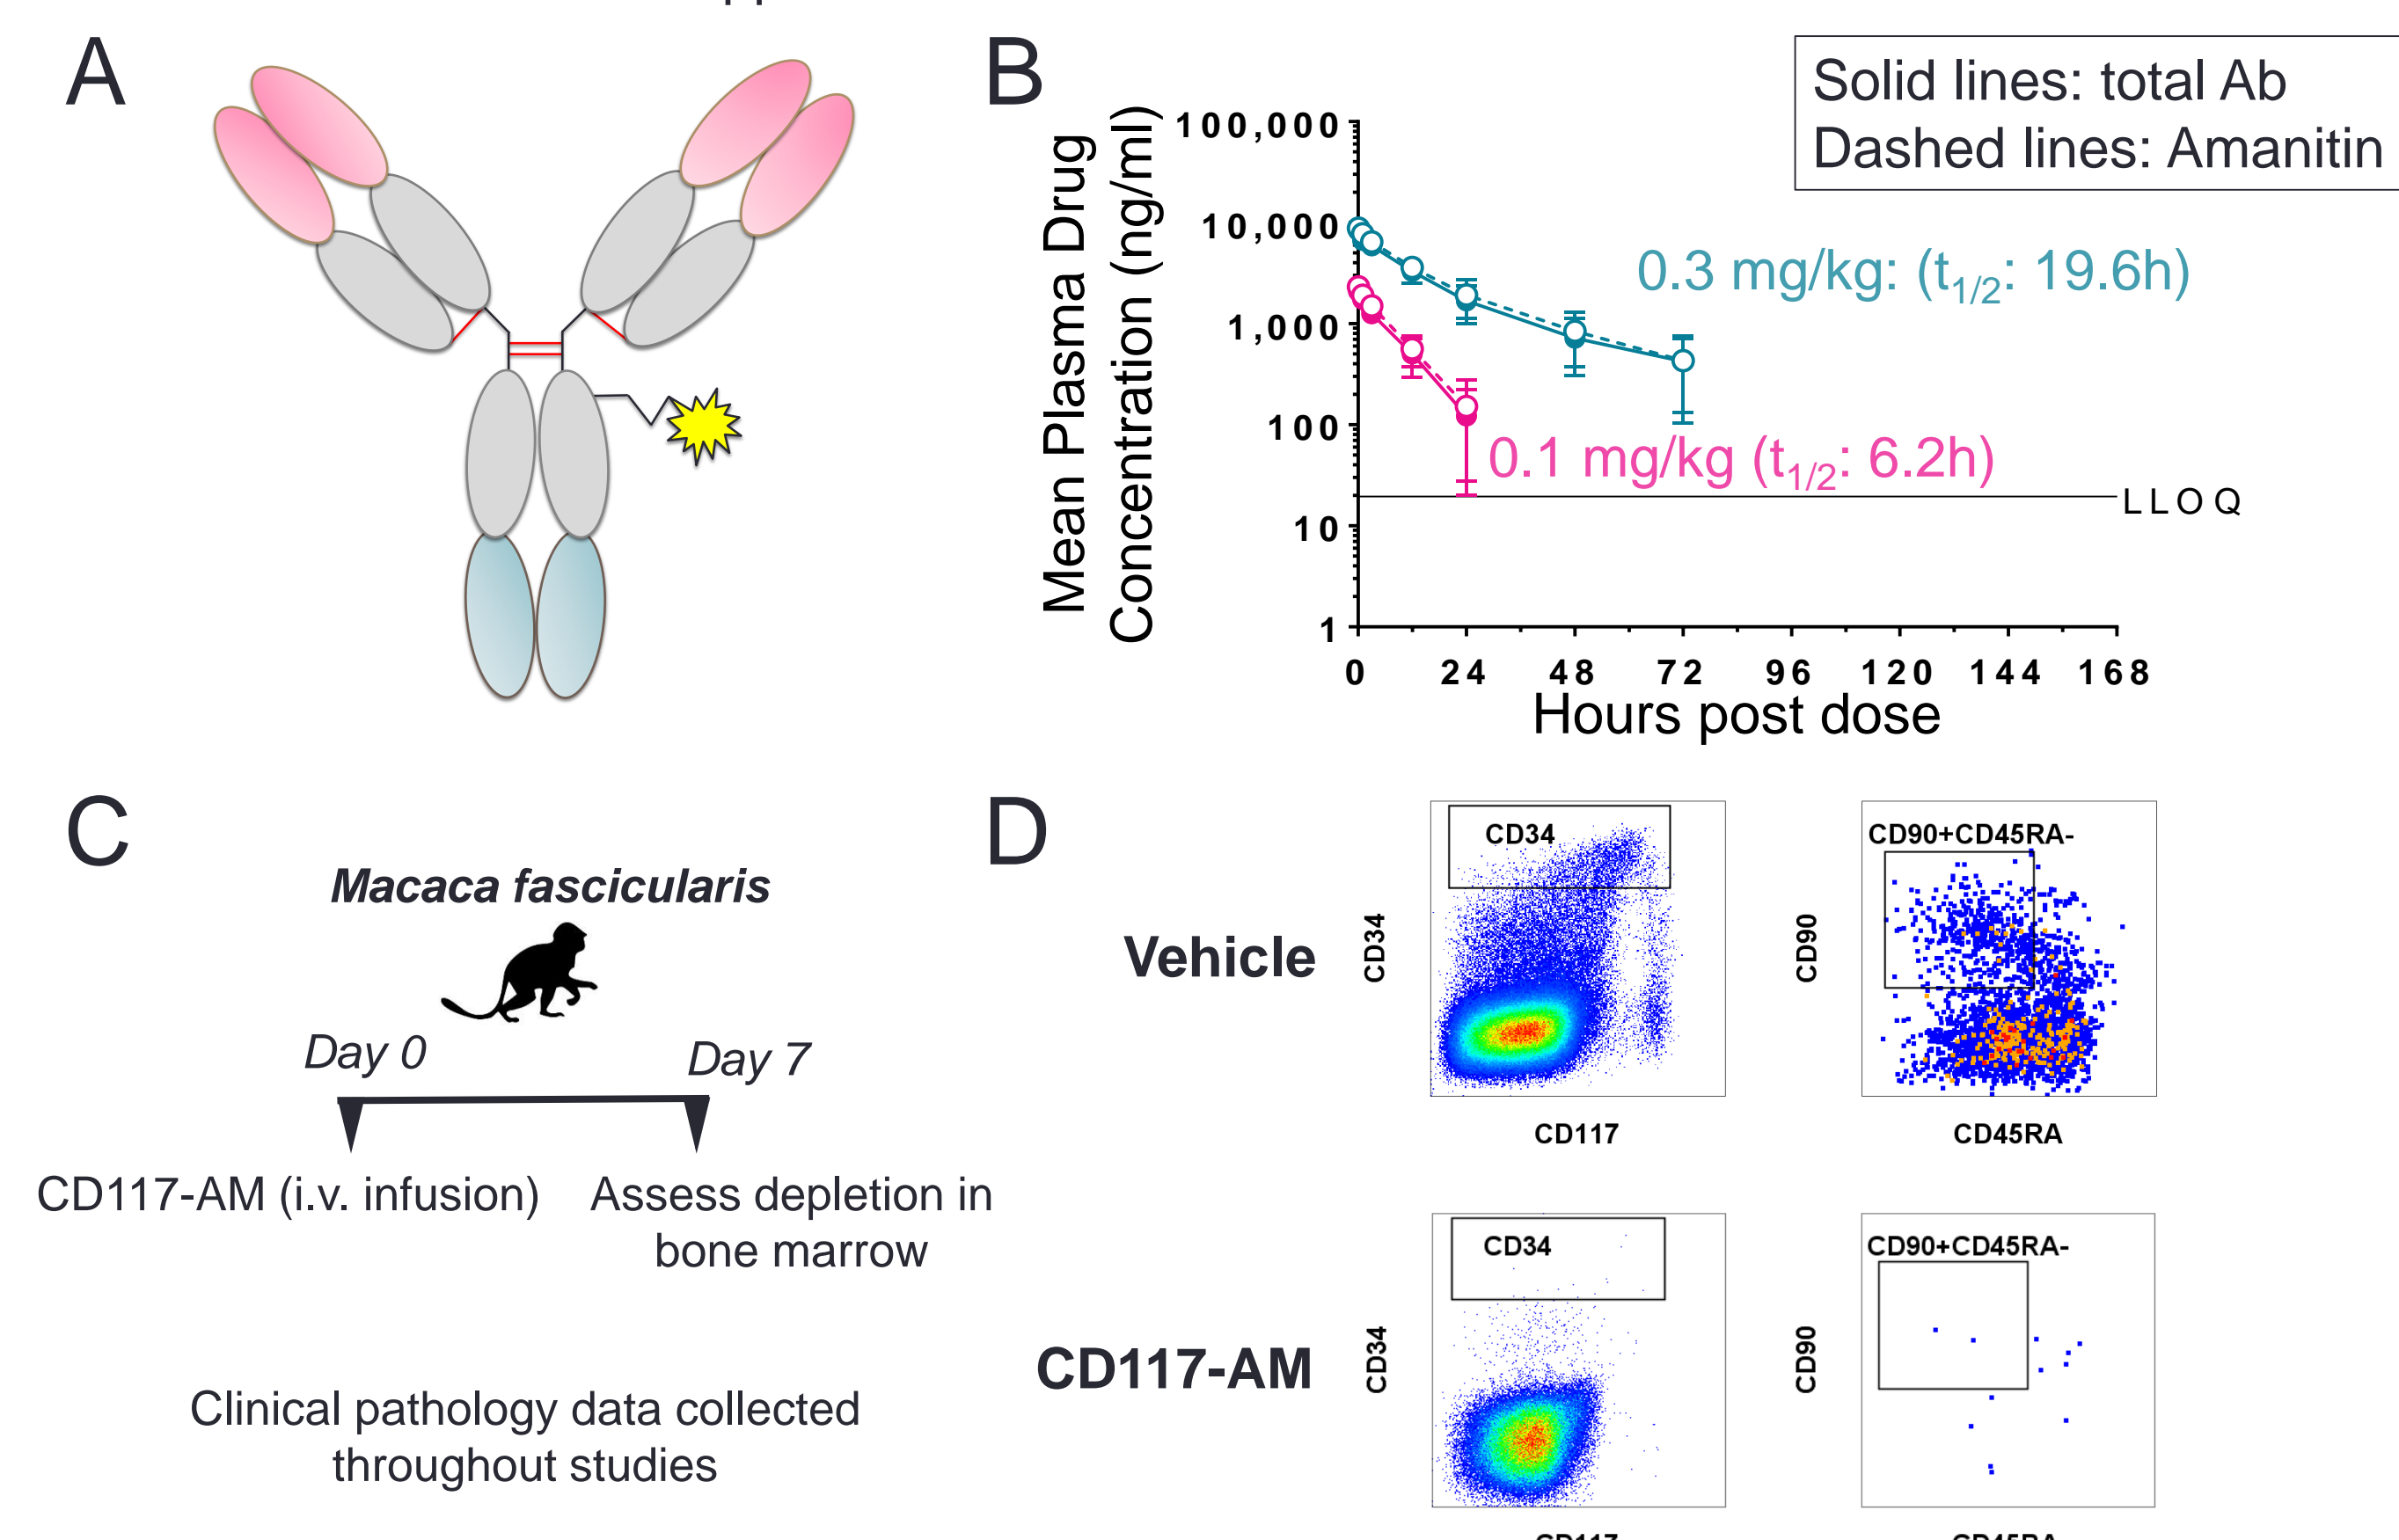 A
B
Solid lines: total Ab
Dashed lines: Amanitin
Mean Plasma Drug
Concentration (ng/ml)
100,000
10,000
1,000
100
10
1
0.3 mg/kg: (t1/2: 19.6h)
0.1 mg/kg (t1/2: 6.2h)
LLOQ
0 24 48 72 96 120 144 168
Hours post dose
C
Macaca fascicularis
Day 0
Day 7
CD117-AM (i.v. infusion)
Assess depletion in
bone marrow
Clinical pathology data collected
throughout studies
D
Vehicle
CD34
CD34
CD117
CD90+CD45RA-
CD90
CD45RA
CD117-AM
CD34
CD34
CD117
CD90+CD45RA-
CD90
CD45RA